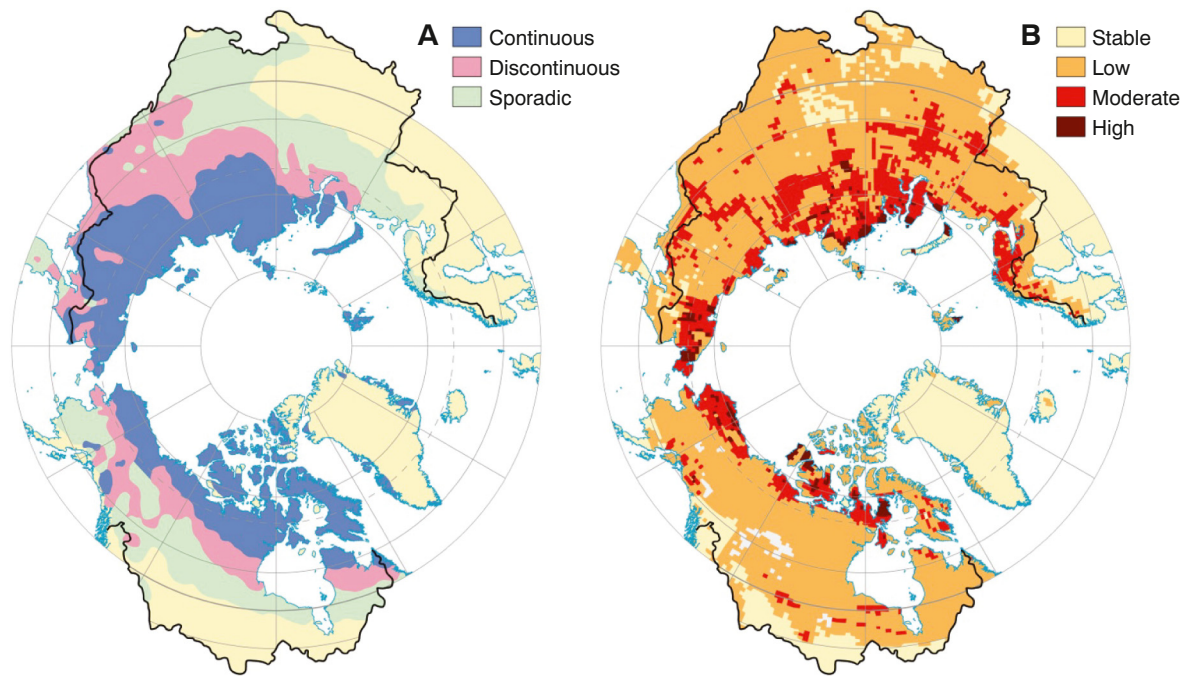 A
Continuous
Discontinuous
Sporadic
B
Stable
Low
Moderate
High